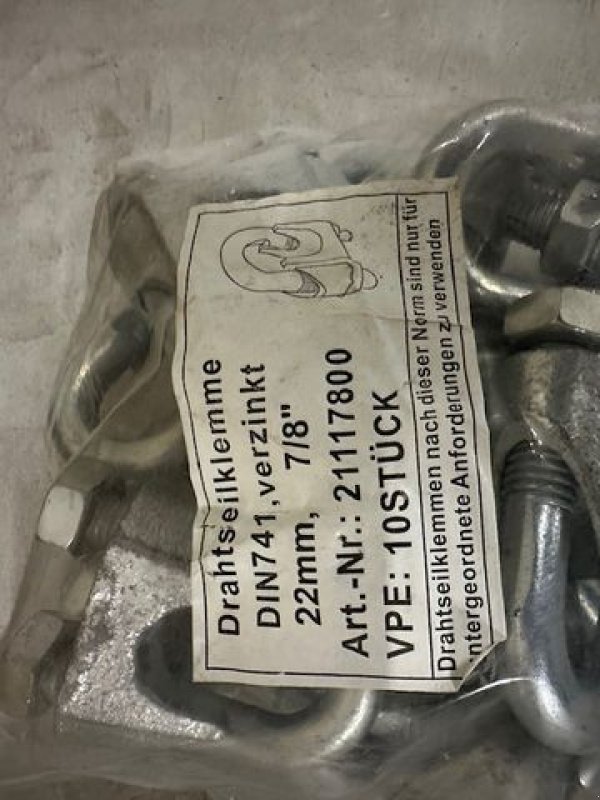 Drahtseilklemme
DIN741,verzinkt
22mm, 7/8"
Art.-Nr.: 21117800
VPE: 10STÜCK
Drahtseilklemmen nach dieser Norm sind nur für
untergeordnete Anforderungen zu verwenden